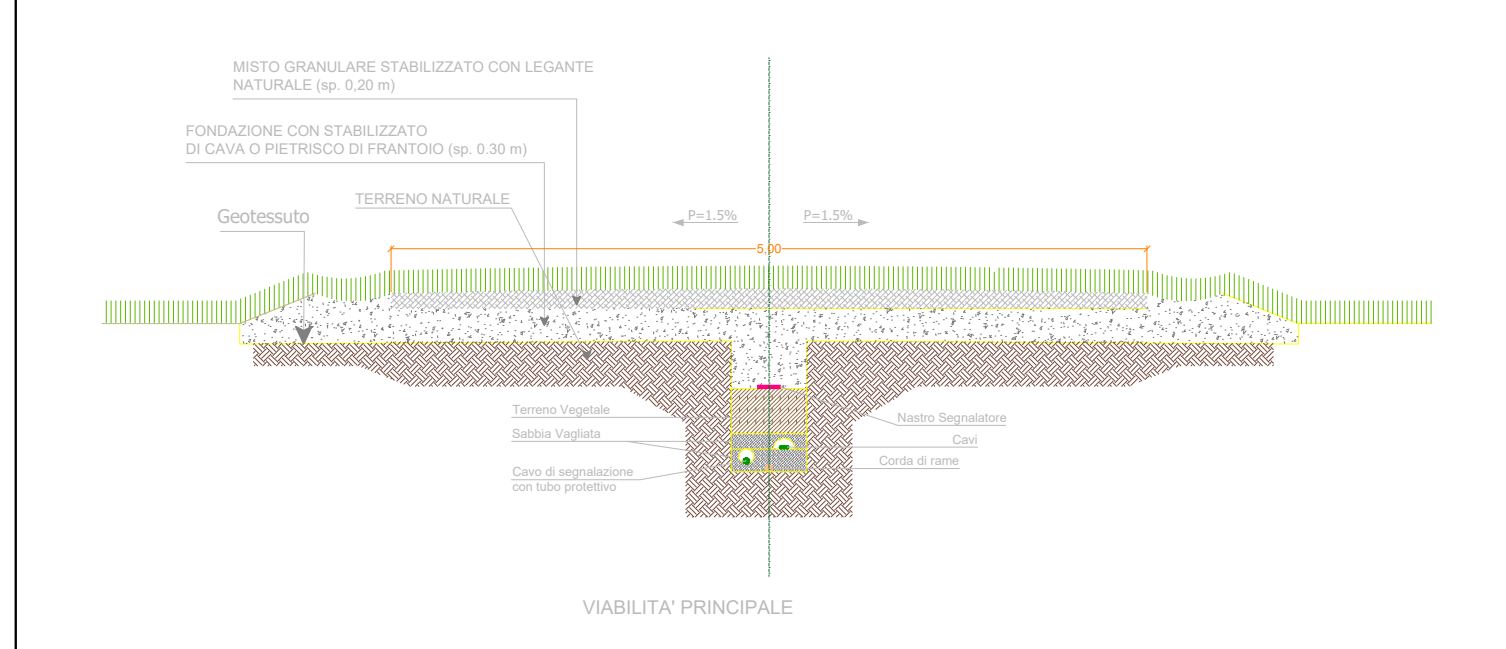 MISTO GRANULARE STABILIZZATO CON LEGANTE
NATURALE (sp. 0,20 m)
FONDAZIONE CON STABILIZZATO
DI CAVA O PIETRISCO DI FRANTOIO (sp. 0.30 m)
TERRENO NATURALE
Geotessuto
P=1.5%
P=1.5%
5,00
Terreno Vegetale
Sabbia Vagliata
Cavo di segnalazione
con tubo protettivo
Nastro Segnalatore
Cavi
Corda di rame
VIABILITA' PRINCIPALE